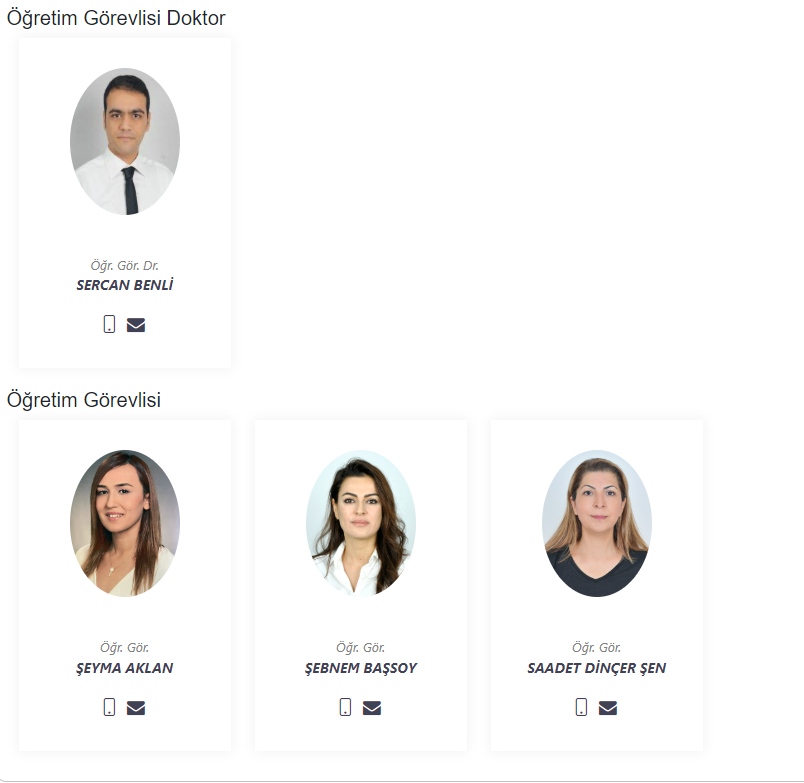 Öğretim Görevlisi Doktor
Öğr. Gör. Dr.
SERCAN BENLİ
Öğretim Görevlisi
Öğr. Gör.
ŞEYMA AKLAN
Öğr. Gör.
ŞEBNEM BAŞSOY
Öğr. Gör.
SAADET DİNÇER ŞEN